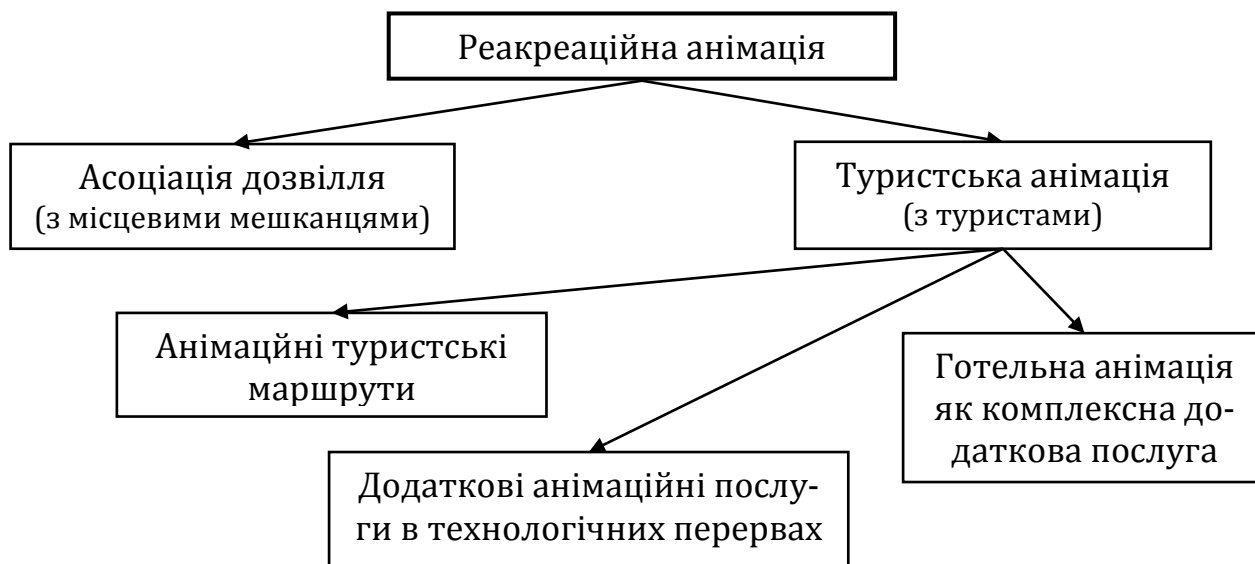 Реакреаційна анімація
Асоціація дозвілля
(з місцевими мешканцями)
Туристська анімація
(з туристами)
Анімаційні туристські
маршрути
Готельна анімація
як комплексна до-
даткова послуга
Додаткові анімаційні послу-
ги в технологічних перервах